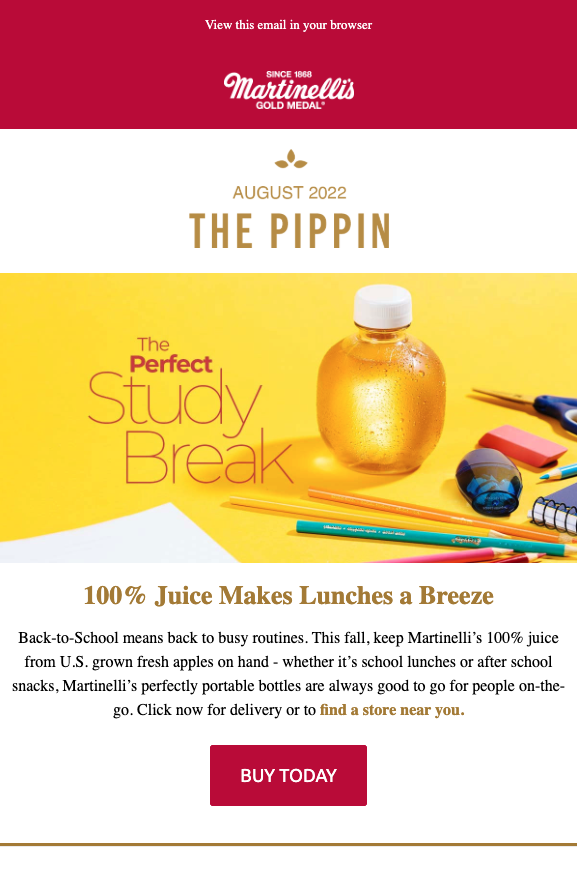 View this email in your browser
SINCE 1868
Martinelli's
GOLD MEDAL®
AUGUST 2022
THE PIPPIN
The
Perfect
Study
Break
100% Juice Makes Lunches a Breeze
Back-to-School means back to busy routines. This fall, keep Martinelli’s 100% juice
from U.S. grown fresh apples on hand - whether it’s school lunches or after school
snacks, Martinelli’s perfectly portable bottles are always good to go for people on-the-
go. Click now for delivery or to find a store near you.
BUY TODAY